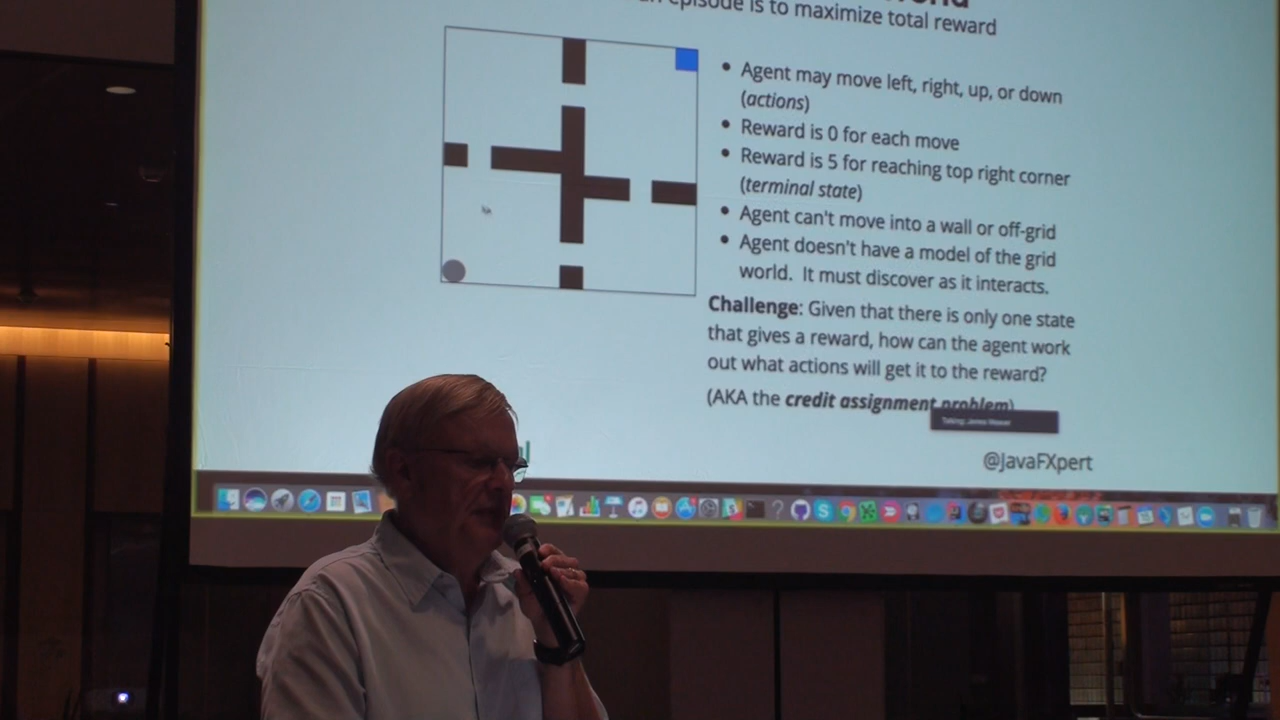 episode is to maximize total reward
Agent may move left, right, up, or down
(actions)
Reward is 0 for each move
Reward is 5 for reaching top right corner
(terminal state)
Agent can't move into a wall or off-grid
Agent doesn't have a model of the grid
world. It must discover as it interacts.
Challenge: Given that there is only one state
that gives a reward, how can the agent work
out what actions will get it to the reward?
(AKA the credit assignment problem)
Talking: James Weaver
@JavaFXpert